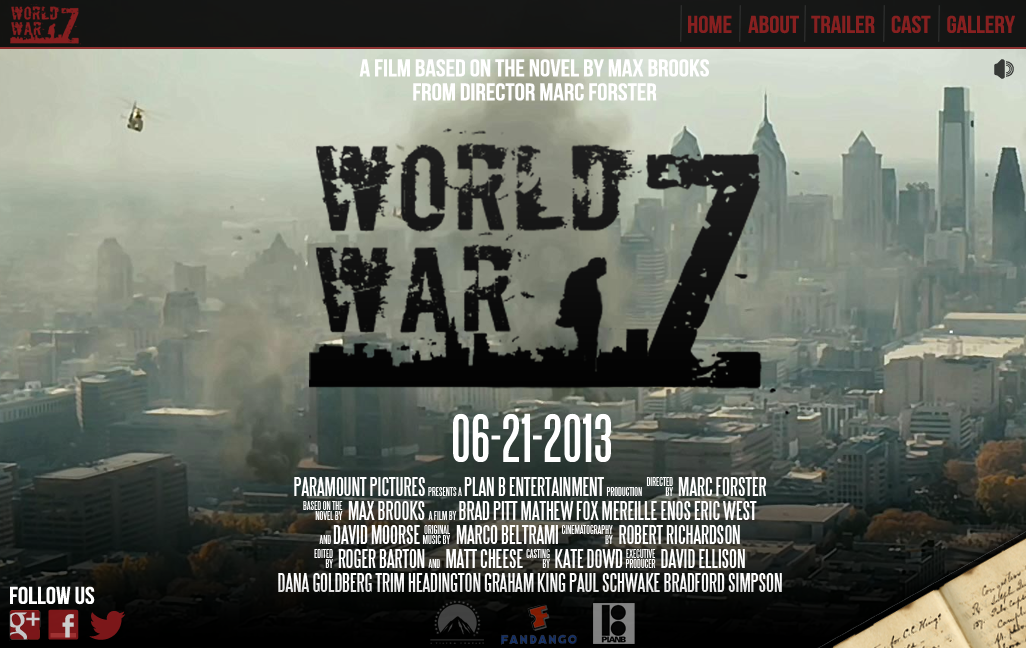 WORLD WAR Z
HOME ABOUT TRAILER CAST GALLERY
A FILM BASED ON THE NOVEL BY MAX BROOKS
FROM DIRECTOR MARC FORSTER
WORLD
WAR Z
06-21-2013
PARAMOUNT PICTURES PRESENTS A PLAN B ENTERTAINMENT PRODUCTION DIRECTED BY MARC FORSTER
BASED ON THE NOVEL BY MAX BROOKS A FILM BY BRAD PITT MATHEW FOX MEREILLE ENOS ERIC WEST
AND DAVID MOORSE ORIGINAL MUSIC BY MARCO BELTRAMI CINEMATOGRAPHY BY ROBERT RICHARDSON
EDITED BY ROGER BARTON AND MATT CHEESE CASTING BY KATE DOWD EXECUTIVE PRODUCER DAVID ELLISON
DANA GOLDBERG TRIM HEADINGTON GRAHAM KING PAUL SCHWAKE BRADFORD SIMPSON
FOLLOW US
g+ f
FANDANGO
PLANB